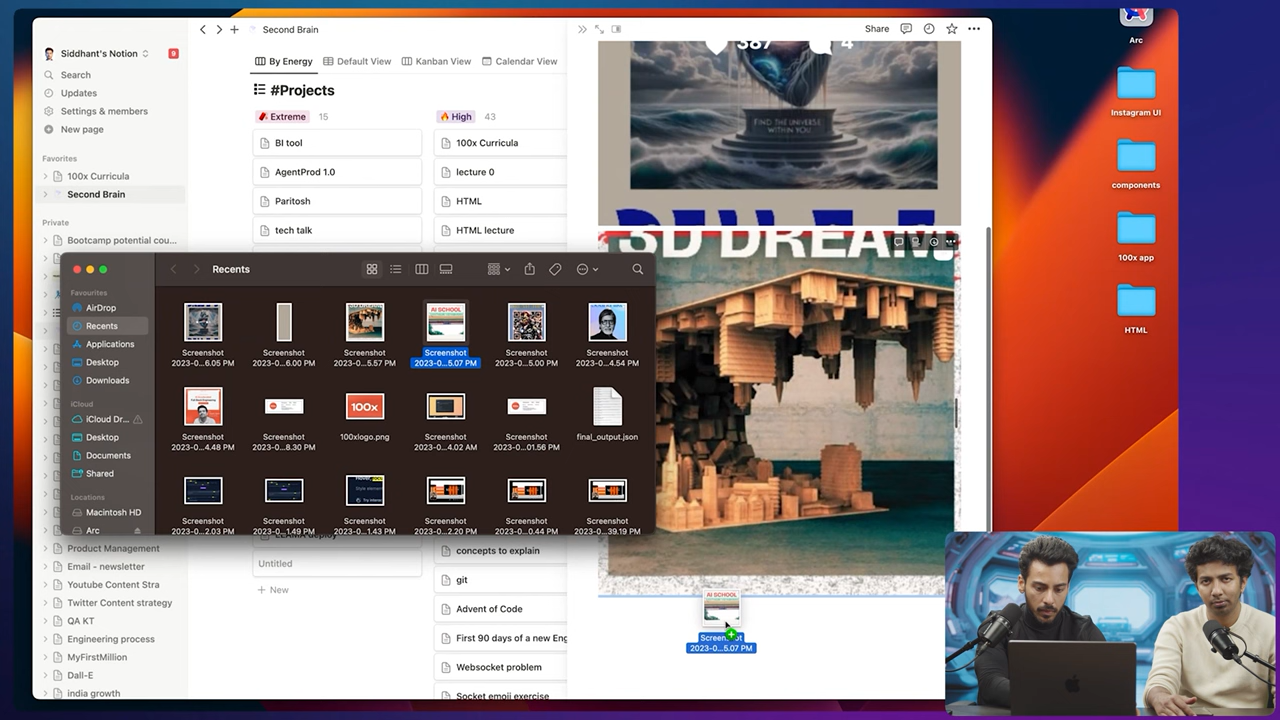 Siddhant's Notion
9
Search
Updates
Settings & members
New page
Favorites
100x Curricula
Second Brain
Private
Bootcamp potential cou...
Product Management
Email - newsletter
Youtube Content Stra
Twitter Content strategy
QA KT
Engineering process
MyFirstMillion
Dall-E
india growth
Second Brain
Share
By Energy
Default View
Kanban View
Calendar View
#Projects
Extreme 15
High 43
BI tool
AgentProd 1.0
Paritosh
tech talk
100x Curricula
lecture 0
HTML
HTML lecture
Untitled
New
concepts to explain
git
Advent of Code
First 90 days of a new Eng
Websocket problem
Socket emoji exercise
387
4
FIND THE UNIVERSE
WITHIN YOU
3D DREAM
Recents
Favourites
AirDrop
Recents
Applications
Desktop
Downloads
iCloud
iCloud Dr...
Desktop
Documents
Shared
Locations
Macintosh HD
Arc
Screenshot
2023-0...6.05 PM
Screenshot
2023-0...6.00 PM
Screenshot
2023-0...5.57 PM
AI SCHOOL
Screenshot
2023-0...5.07 PM
Screenshot
2023-0...5.00 PM
Screenshot
2023-0...4.54 PM
Screenshot
2023-0...4.48 PM
Screenshot
2023-0...8.30 PM
100x
100xlogo.png
Screenshot
2023-0...4.02 AM
Screenshot
2023-0...01.56 PM
final_output.json
Screenshot
2023-0...2.03 PM
Screenshot
2023-0...1.49 PM
Screenshot
2023-0...1.43 PM
Screenshot
2023-0...2.20 PM
Screenshot
2023-0...0.44 PM
Screenshot
2023-0...39.19 PM
AI SCHOOL
Screenshot
2023-0...5.07 PM
Arc
Instagram UI
components
100x app
HTML